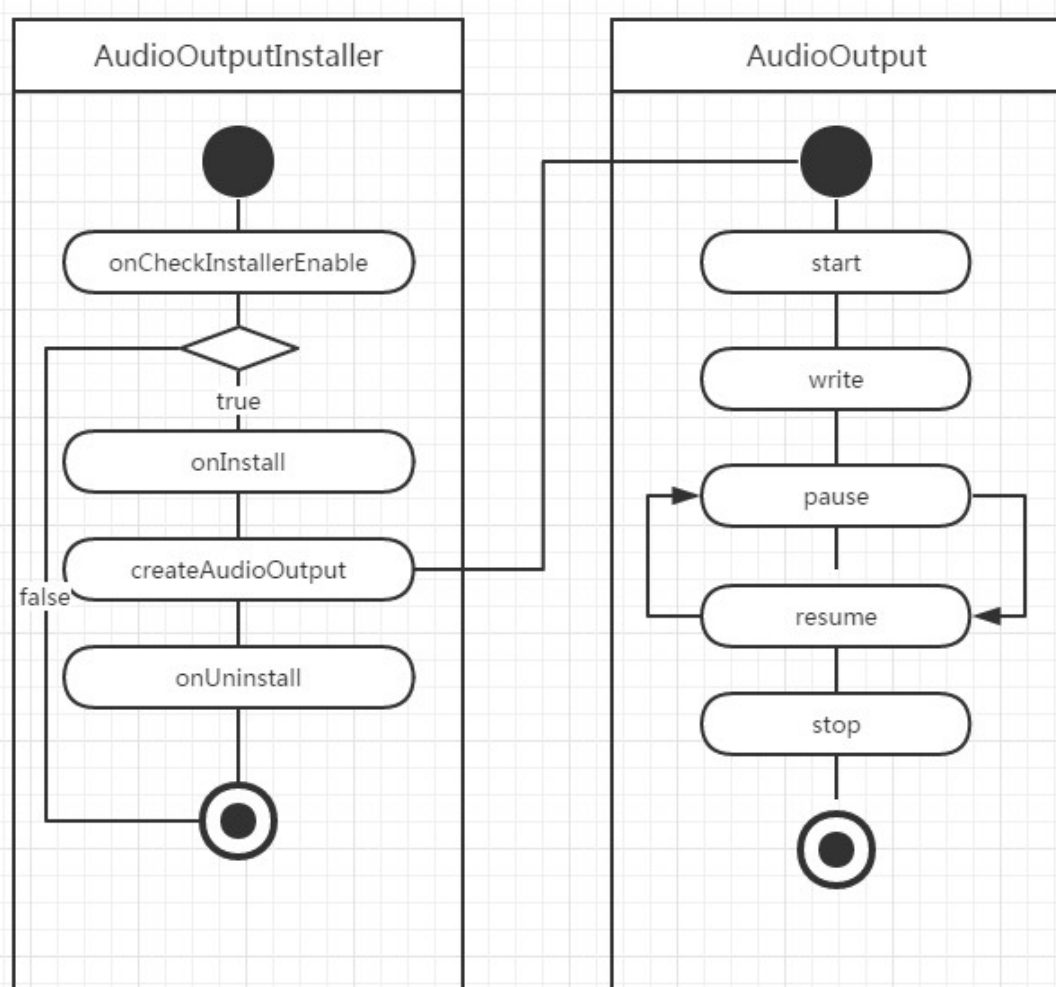 AudioOutputInstaller
onCheckInstallerEnable
true
onInstall
createAudioOutput
false
onUninstall
AudioOutput
start
write
pause
resume
stop